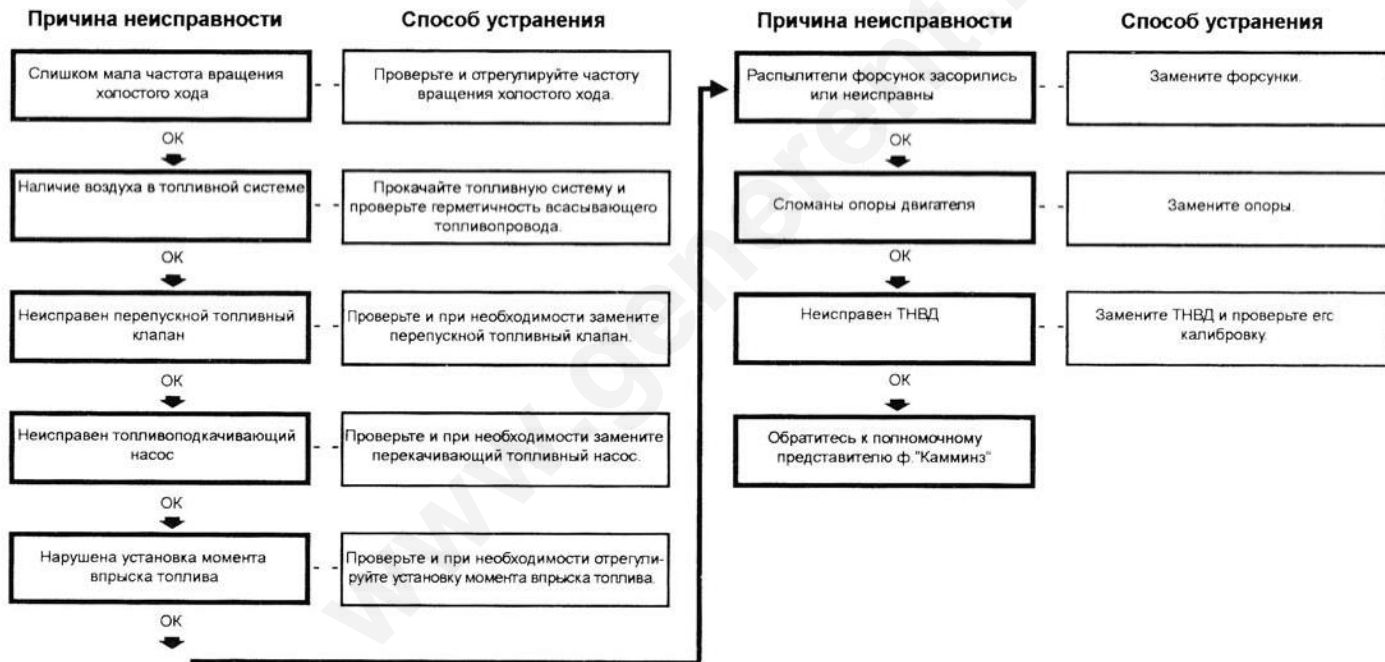 Причина неисправности
Способ устранения
Слишком мала частота вращения
холостого хода
Проверьте и отрегулируйте частоту
вращения холостого хода.
ОК
Наличие воздуха в топливной системе
Прокачайте топливную систему и
проверьте герметичность всасывающего
топливопровода.
ОК
Неисправен перепускной топливный
клапан
Проверьте и при необходимости замените
перепускной топливный клапан.
ОК
Неисправен топливоподкачивающий
насос
Проверьте и при необходимости замените
перекачивающий топливный насос.
ОК
Нарушена установка момента
впрыска топлива
Проверьте и при необходимости отрегули-
руйте установку момента впрыска топлива.
ОК
Причина неисправности
Способ устранения
Распылители форсунок засорились
или неисправны
Замените форсунки.
ОК
Сломаны опоры двигателя
Замените опоры.
ОК
Неисправен ТНВД
Замените ТНВД и проверьте его
калибровку.
ОК
Обратитесь к полномочному
представителю ф."Камминз"
www.generent.